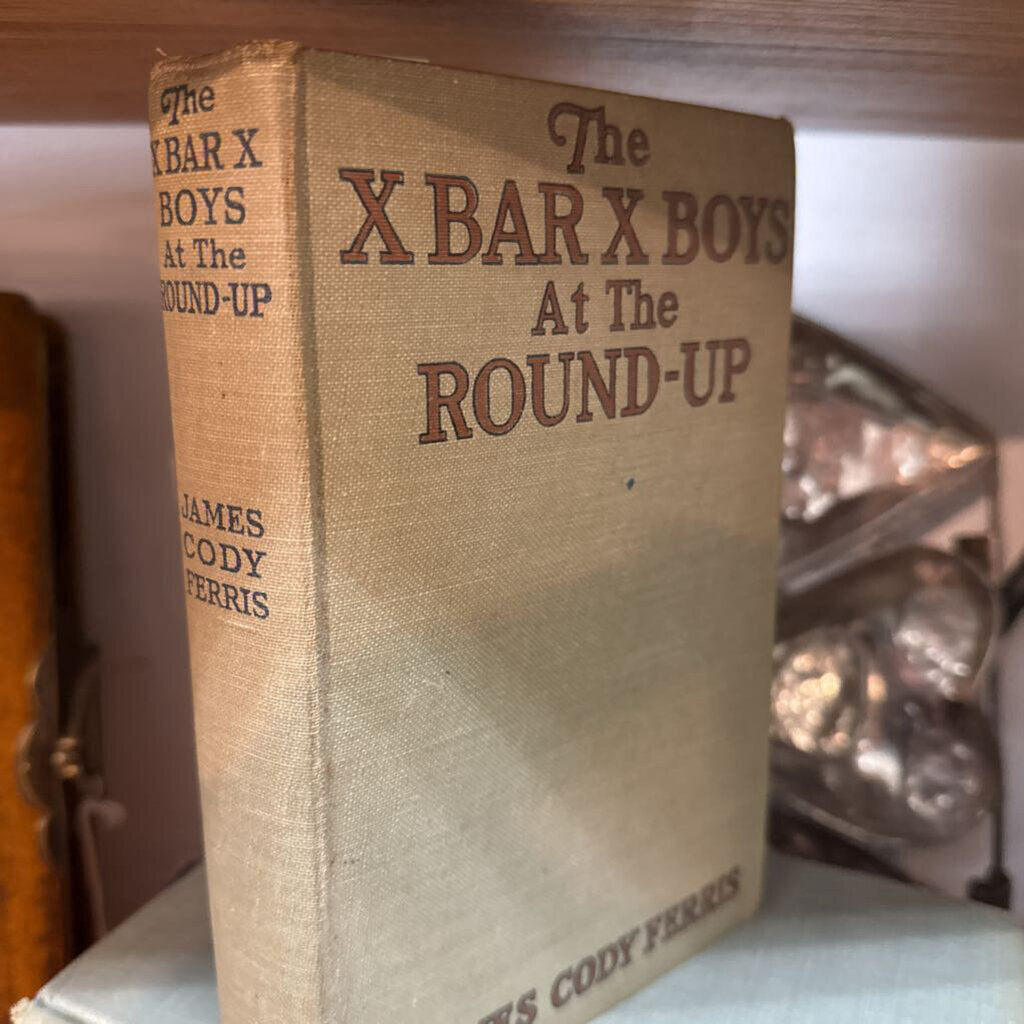 The
X BAR X
BOYS
At The
ROUND-UP
JAMES
CODY
FERRIS
The
X BAR X BOYS
At The
ROUND-UP
CODY FERRIS